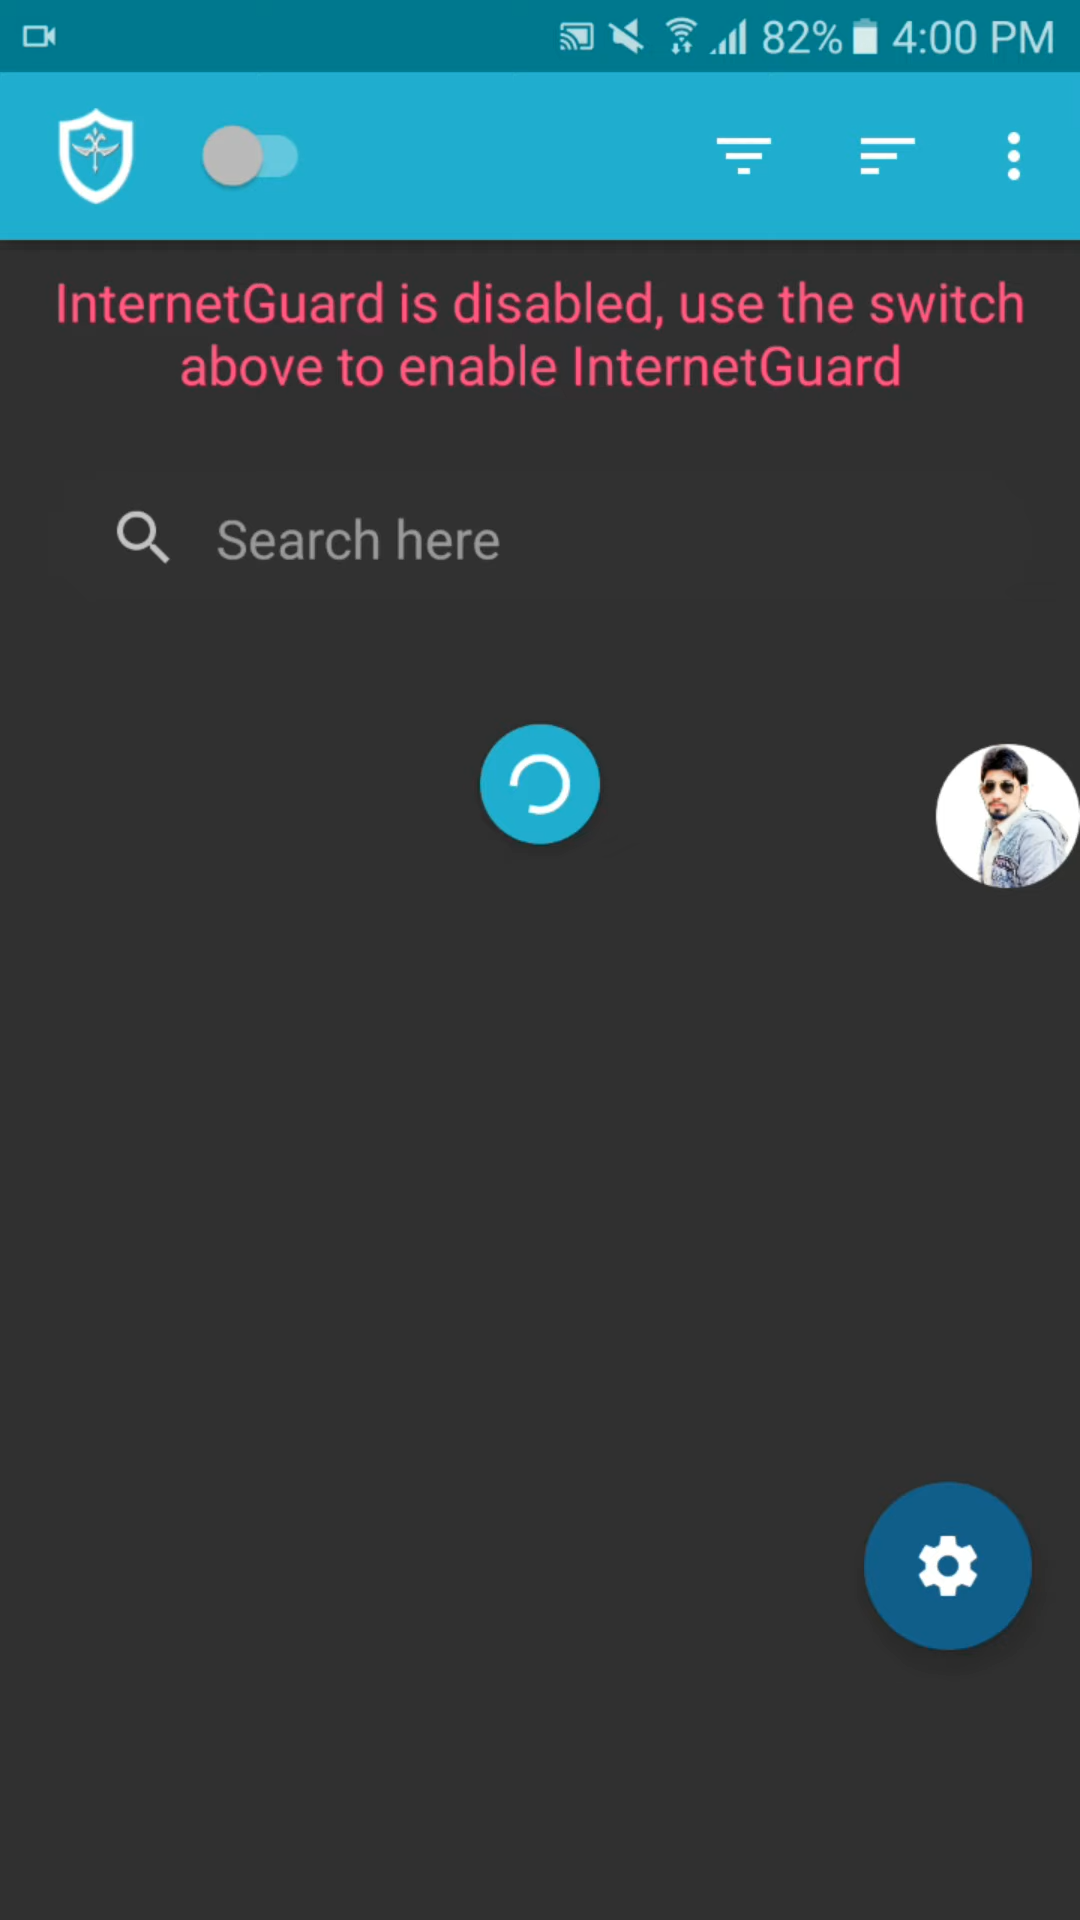 82% 4:00 PM
InternetGuard is disabled, use the switch
above to enable InternetGuard
Search here